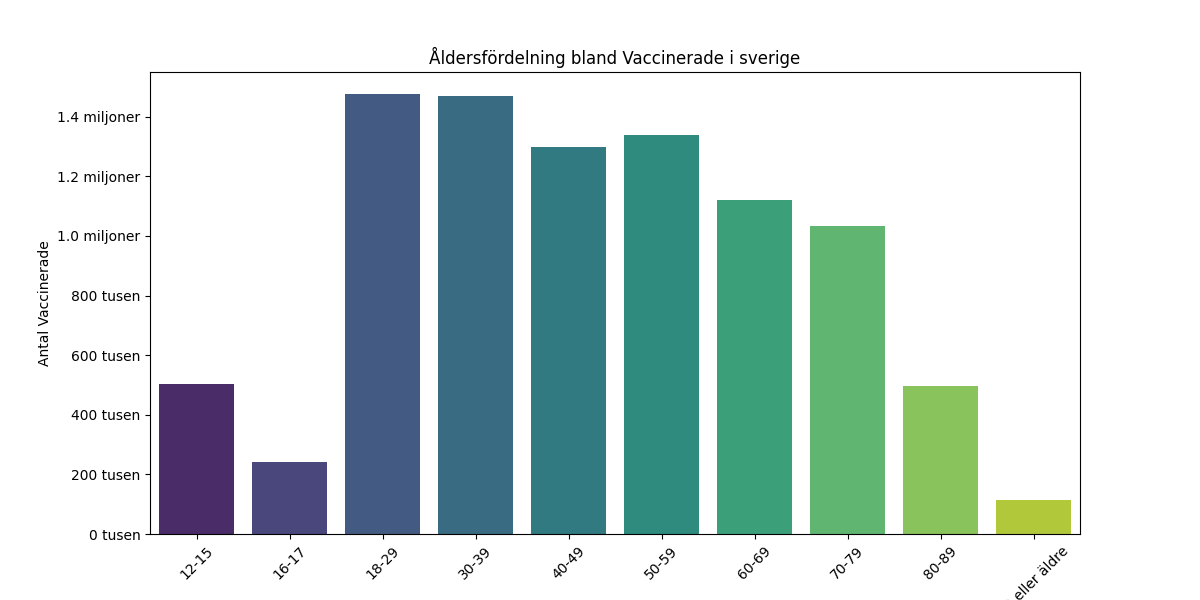 Åldersfördelning bland Vaccinerade i sverige
Antal Vaccinerade
1.4 miljoner
1.2 miljoner
1.0 miljoner
800 tusen
600 tusen
400 tusen
200 tusen
0 tusen
12-15
16-17
18-29
30-39
40-49
50-59
60-69
70-79
80-89
eller äldre